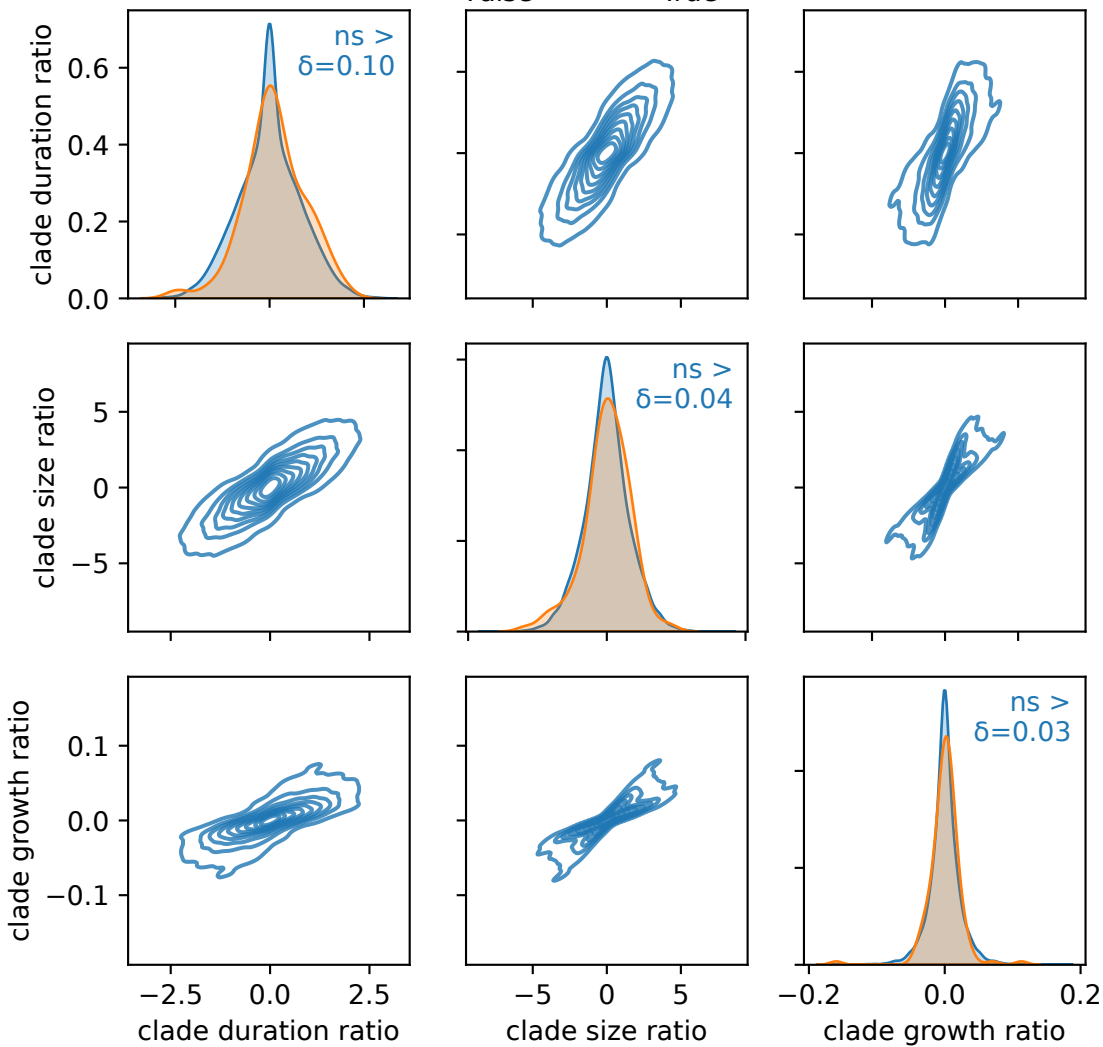 clade duration ratio
0.6
0.4
0.2
0.0
ns >
δ=0.10
clade size ratio
5
0
−5
ns >
δ=0.04
clade growth ratio
0.1
0.0
−0.1
ns >
δ=0.03
−2.5 0.0 2.5
−5 0 5
−0.2 0.0 0.2
clade duration ratio
clade size ratio
clade growth ratio